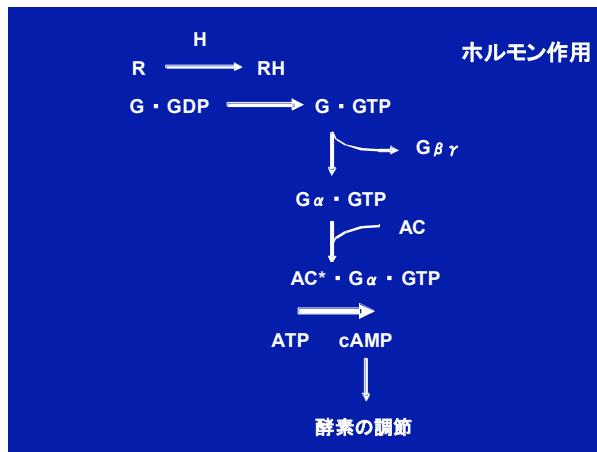 H
ホルモン作用
R RH
G・GDP G・GTP
Gβγ
Gα・GTP
AC
AC*・Gα・GTP
ATP cAMP
酵素の調節